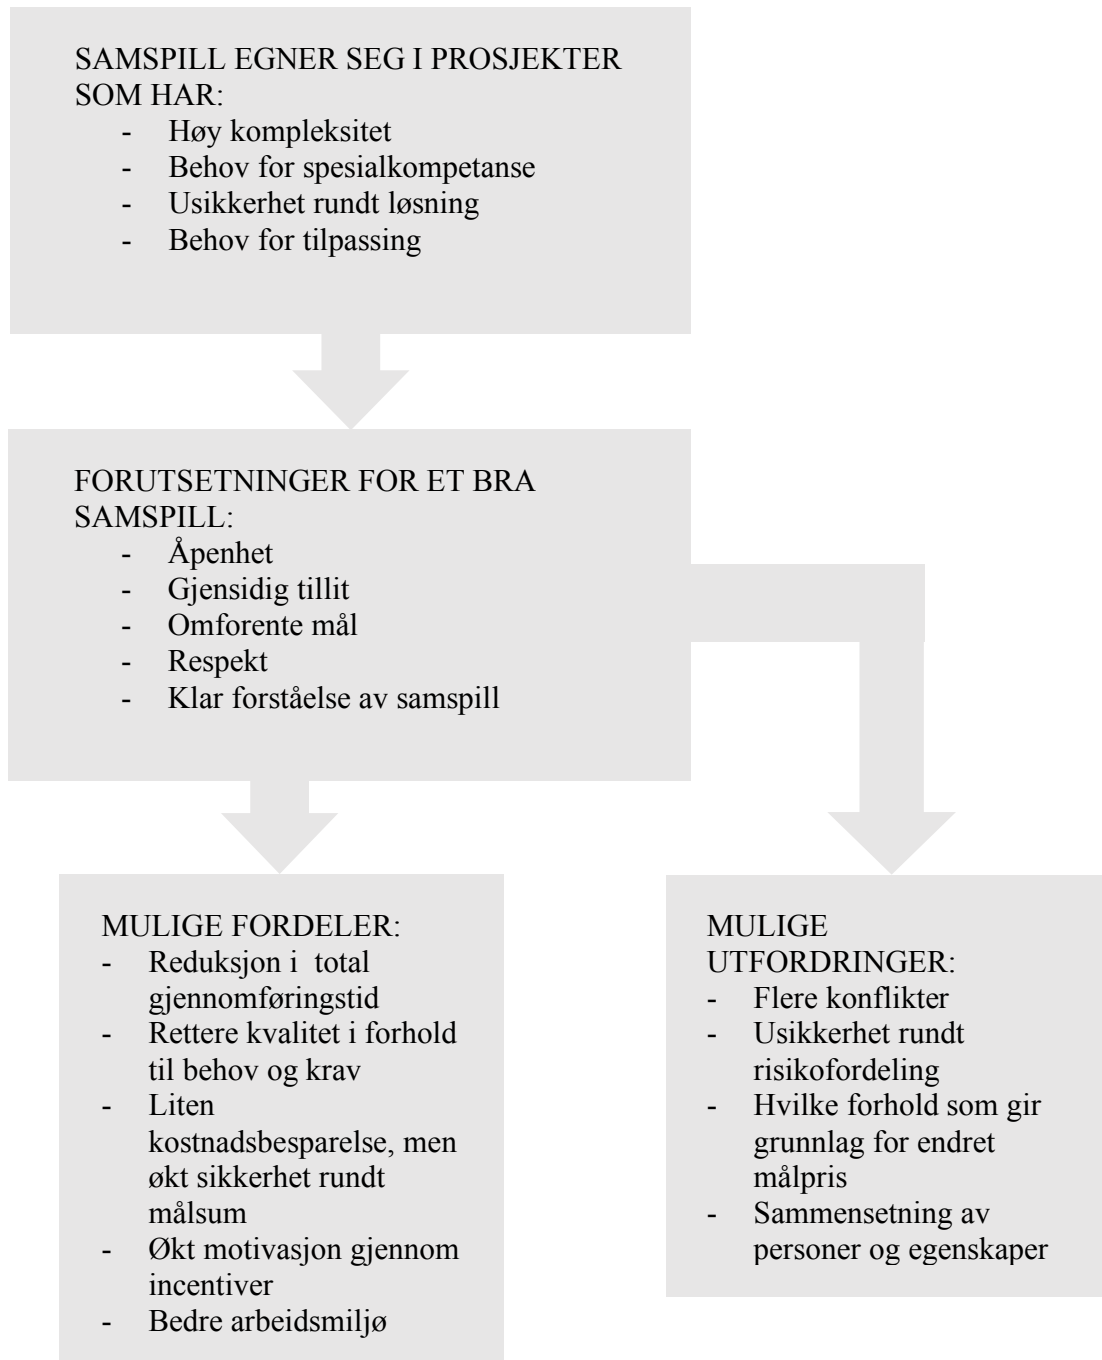 SAMSPILL EGNER SEG I PROSJEKTER
SOM HAR:
- Høy kompleksitet
- Behov for spesialkompetanse
- Usikkerhet rundt løsning
- Behov for tilpassing
FORUTSETNINGER FOR ET BRA
SAMSPILL:
- Åpenhet
- Gjensidig tillit
- Omforente mål
- Respekt
- Klar forståelse av samspill
MULIGE FORDELER:
- Reduksjon i total
gjennomføringstid
- Rettere kvalitet i forhold
til behov og krav
- Liten
kostnadsbesparelse, men
økt sikkerhet rundt
målsum
- Økt motivasjon gjennom
incentiver
- Bedre arbeidsmiljø
MULIGE
UTFORDRINGER:
- Flere konflikter
- Usikkerhet rundt
risikofordeling
- Hvilke forhold som gir
grunnlag for endret
målpris
- Sammensetning av
personer og egenskaper